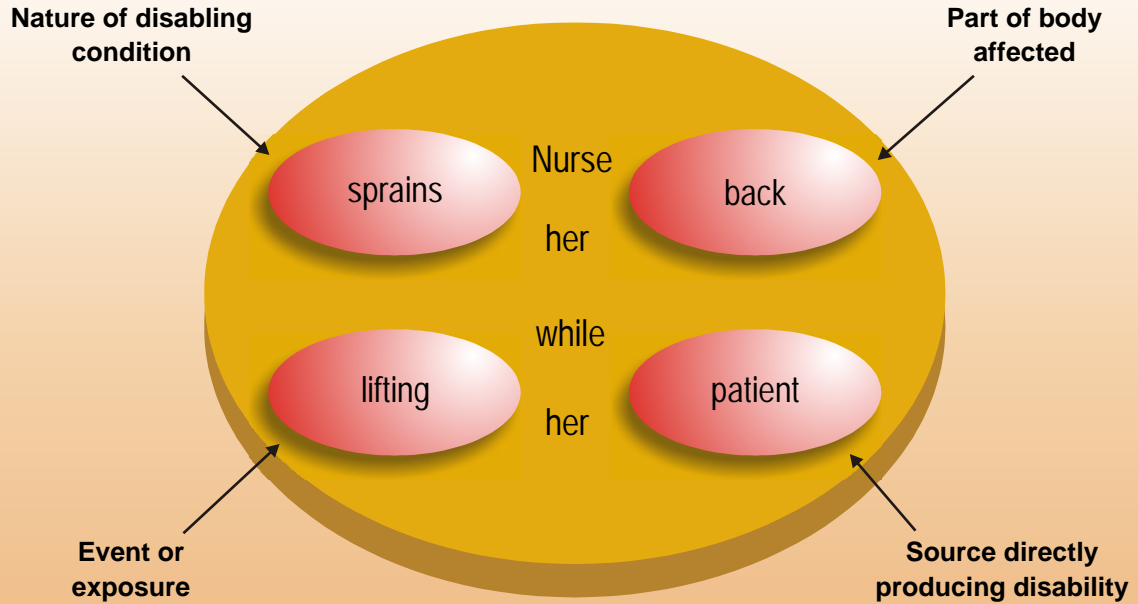 Nature of disabling
condition
Part of body
affected
Nurse
sprains
back
her
while
lifting
patient
her
Event or
exposure
Source directly
producing disability